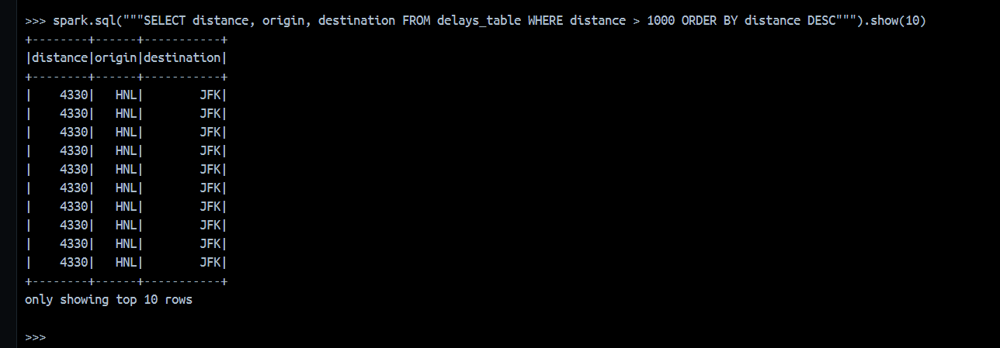 >>> spark.sql("""SELECT distance, origin, destination FROM delays_table WHERE distance > 1000 ORDER BY distance DESC""").show(10)
+--------+------+-----------+
|distance|origin|destination|
+--------+------+-----------+
|    4330|   HNL|        JFK|
|    4330|   HNL|        JFK|
|    4330|   HNL|        JFK|
|    4330|   HNL|        JFK|
|    4330|   HNL|        JFK|
|    4330|   HNL|        JFK|
|    4330|   HNL|        JFK|
|    4330|   HNL|        JFK|
|    4330|   HNL|        JFK|
|    4330|   HNL|        JFK|
+--------+------+-----------+
only showing top 10 rows
>>>